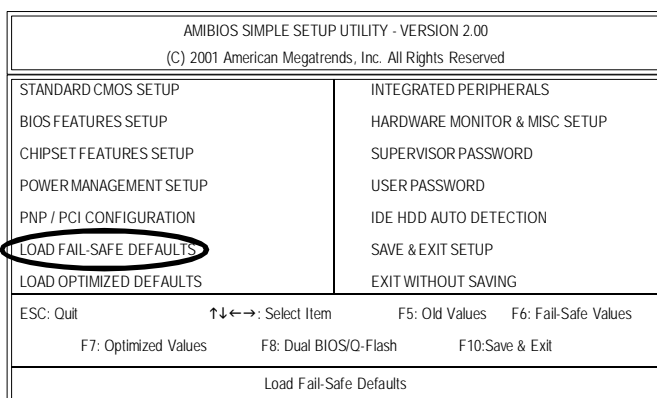 AMIBIOS SIMPLE SETUP UTILITY - VERSION 2.00
(C) 2001 American Megatrends, Inc. All Rights Reserved
STANDARD CMOS SETUP
BIOS FEATURES SETUP
CHIPSET FEATURES SETUP
POWER MANAGEMENT SETUP
PNP / PCI CONFIGURATION
LOAD FAIL-SAFE DEFAULTS
LOAD OPTIMIZED DEFAULTS
INTEGRATED PERIPHERALS
HARDWARE MONITOR & MISC SETUP
SUPERVISOR PASSWORD
USER PASSWORD
IDE HDD AUTO DETECTION
SAVE & EXIT SETUP
EXIT WITHOUT SAVING
ESC: Quit ↑↓←→: Select Item F5: Old Values F6: Fail-Safe Values
F7: Optimized Values F8: Dual BIOS/Q-Flash F10:Save & Exit
Load Fail-Safe Defaults